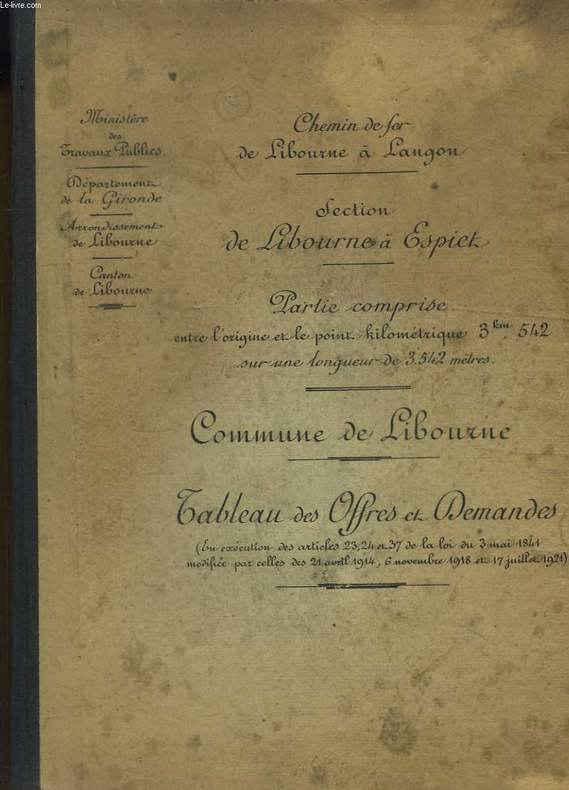 Le-livre.com
Ministère
des
Travaux Publics
Département
de la Gironde
Arrondissement
de Libourne
Canton
de Libourne
Chemin de fer
de Libourne à Langon
Section
de Libourne à Espiet
Partie comprise
entre l'origine et le point kilométrique 3 km, 542
sur une longueur de 3.542 mètres.
Commune de Libourne
Tableau des Offres et Demandes
(En exécution des articles 23, 24 et 37 de la loi du 3 mai 1841
modifiée par celles des 21 avril 1914, 6 novembre 1918 et 17 juillet 1921)